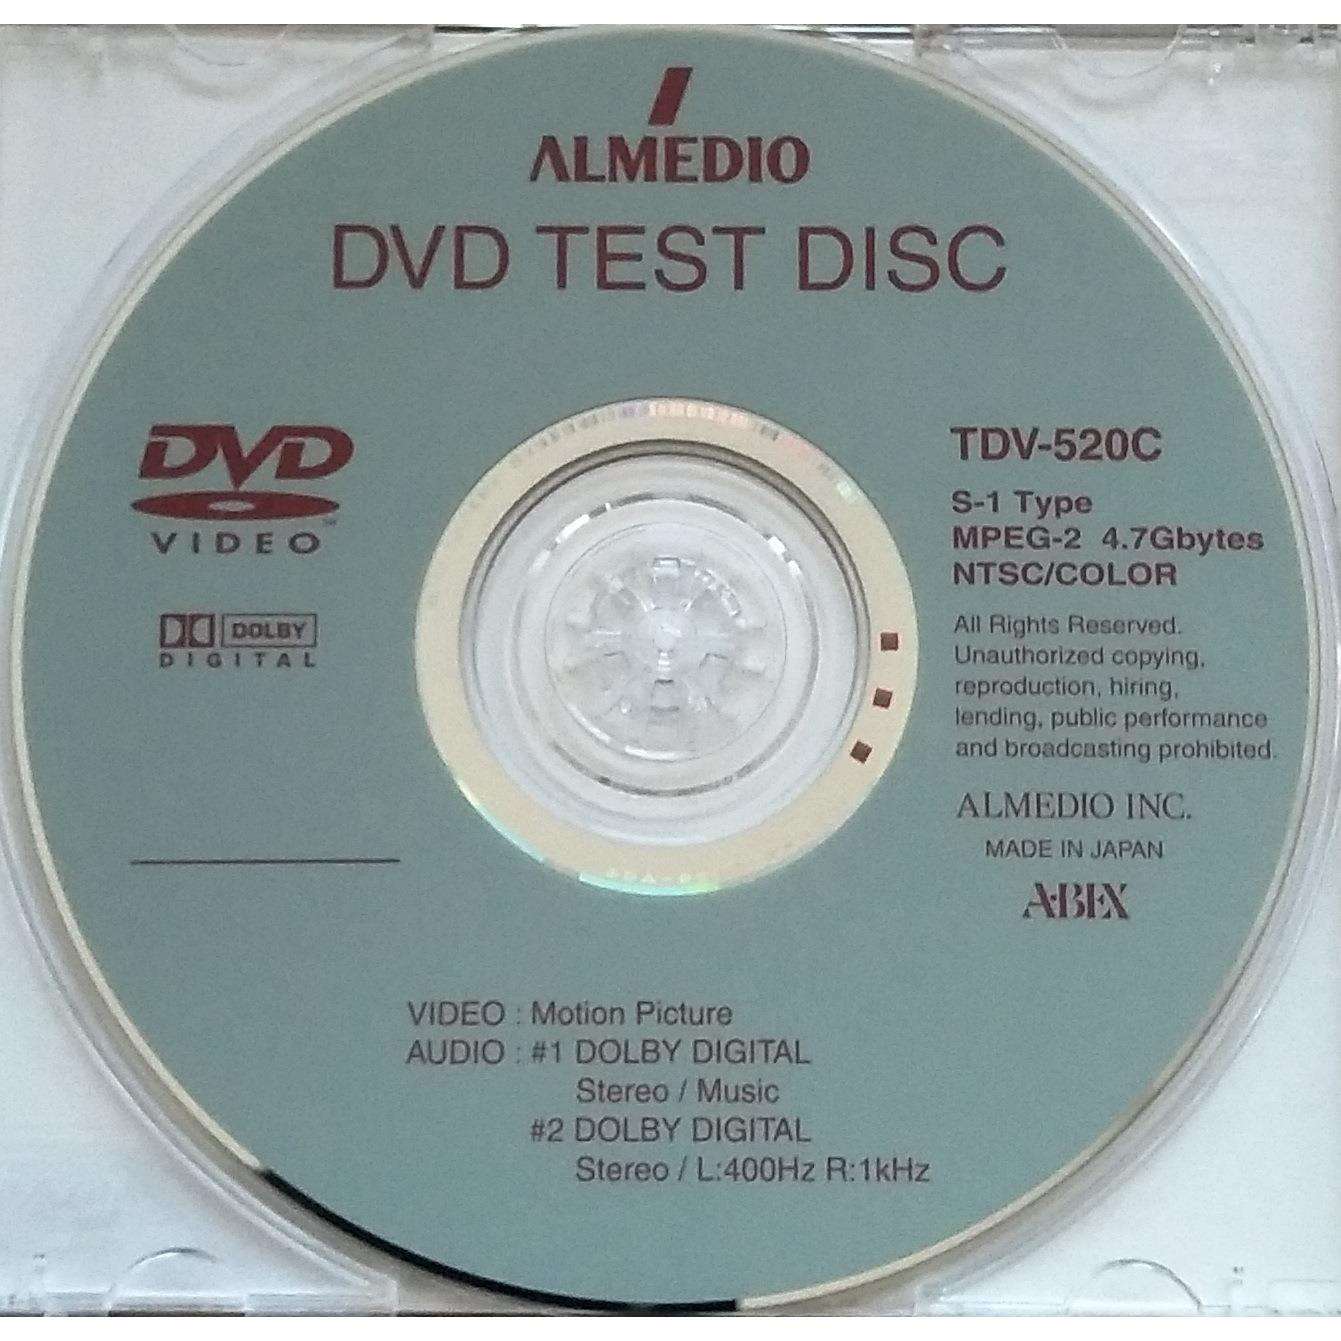 ALMEDIO
DVD TEST DISC
DVD
VIDEO
DOLBY
DIGITAL
TDV-520C
S-1 Type
MPEG-2 4.7Gbytes
NTSC/COLOR
All Rights Reserved.
Unauthorized copying,
reproduction, hiring,
lending, public performance
and broadcasting prohibited.
ALMEDIO INC.
MADE IN JAPAN
A·BEX
VIDEO : Motion Picture
AUDIO : #1 DOLBY DIGITAL
Stereo / Music
#2 DOLBY DIGITAL
Stereo / L:400Hz R:1kHz